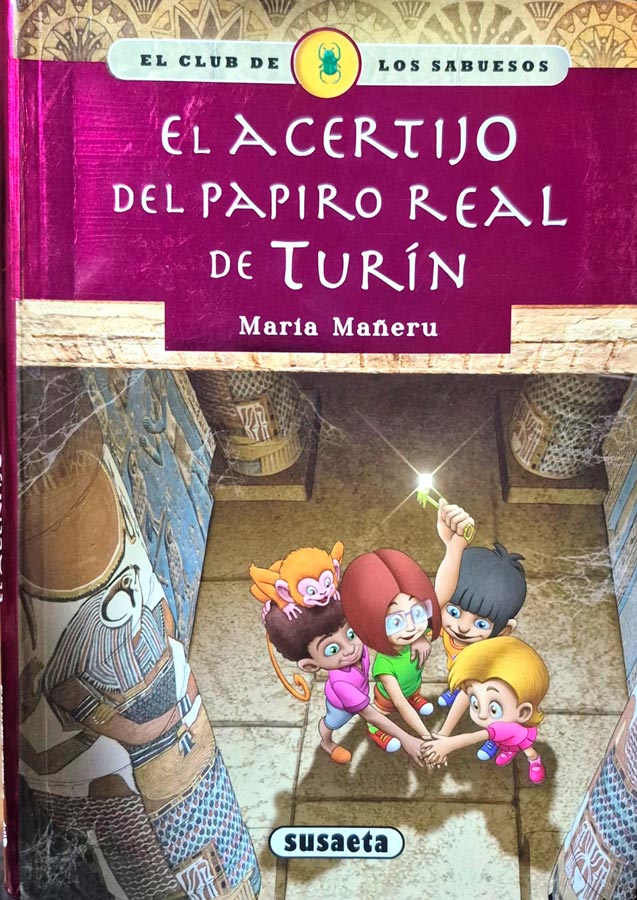 EL CLUB DE LOS SABUESOS
EL ACERTIJO
DEL PAPIRO REAL
DE TURÍN
María Mañeru
susaeta